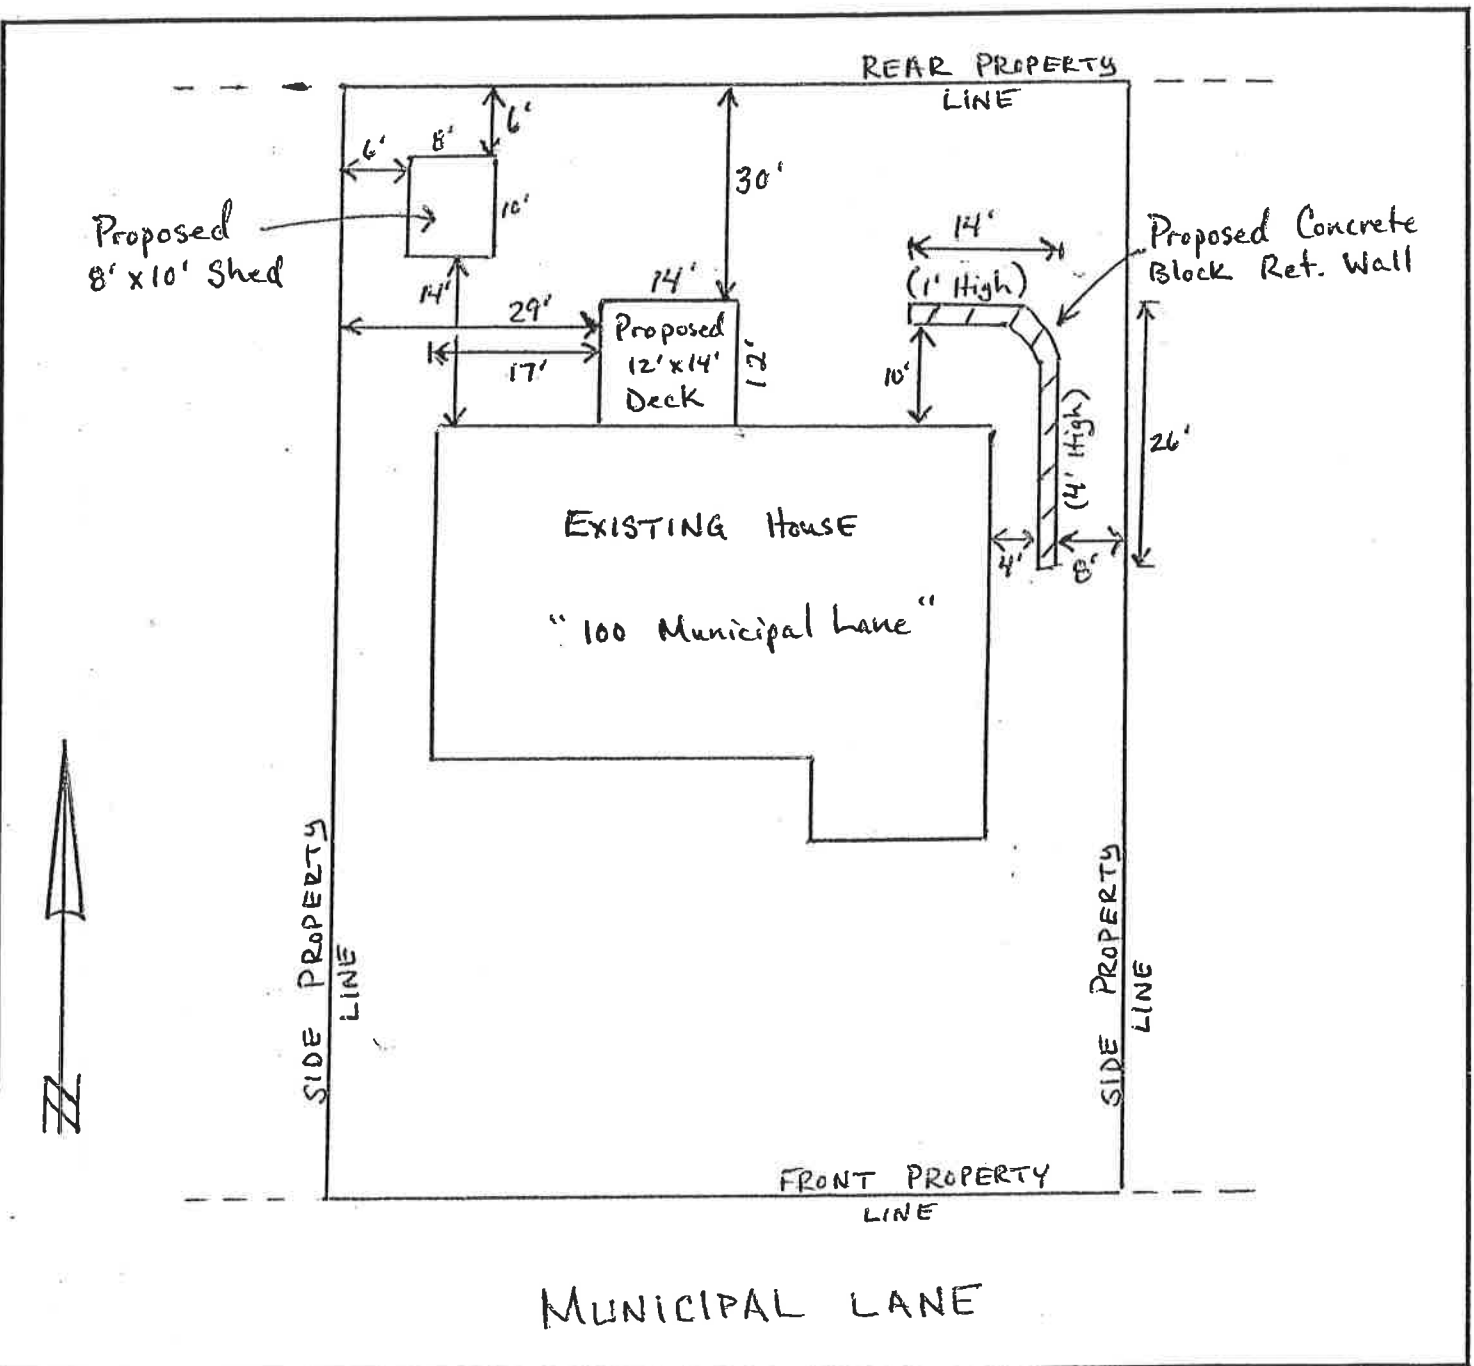 REAR PROPERTY
LINE
6'
8'
6'
10'
30'
Proposed
8' x 10' Shed
14'
14'
(1' High)
Proposed Concrete
Block Ret. Wall
29'
14'
17'
Proposed
12' x 14'
Deck
12'
10'
(4' High)
26'
4'
8'
EXISTING HOUSE
"100 Municipal Lane"
SIDE PROPERTY
LINE
SIDE PROPERTY
LINE
N
FRONT PROPERTY
LINE
MUNICIPAL LANE